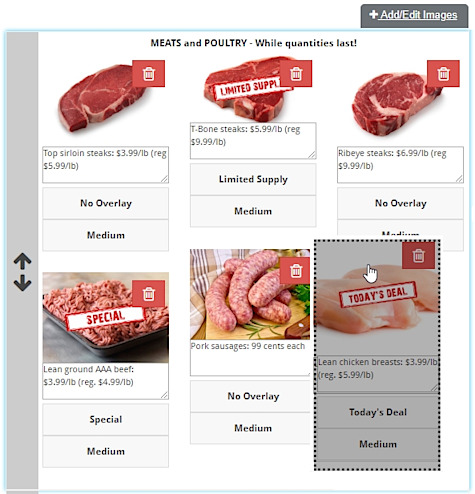 + Add/Edit Images
MEATS and POULTRY - While quantities last!
LIMITED SUPPL
Top sirloin steaks: $3.99/lb (reg
$5.99/lb)
No Overlay
Medium
T-Bone steaks: $5.99/lb (reg
$9.99/lb)
Limited Supply
Medium
Ribeye steaks: $6.99/lb (reg
$9.99/lb)
No Overlay
Medium
SPECIAL
Lean ground AAA beef:
$3.99/lb (reg. $4.99/lb)
Special
Medium
Pork sausages: 99 cents each
No Overlay
Medium
TODAY'S DEAL
Lean chicken breasts: $3.99/lb
(reg. $5.99/lb)
Today's Deal
Medium